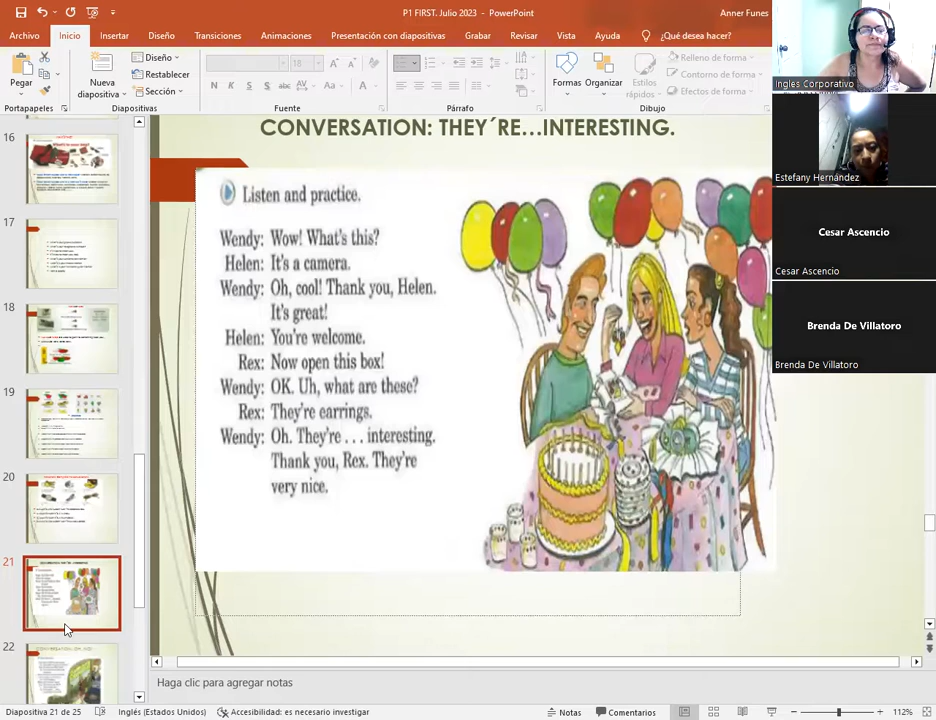 P1 FIRST. Julio 2023 - PowerPoint
Anner Funes
Archivo Inicio Insertar Diseño Transiciones Animaciones Presentación con diapositivas Grabar Revisar Vista Ayuda ¿Qué desea hacer?
Pegar
Portapapeles
Nueva diapositiva
Diseño
Restablecer
Sección
Diapositivas
18
N K S
Aa
Fuente
Párrafo
Formas
Organizar
Estilos rápidos
Relleno de forma
Contorno de forma
Efectos de forma
Dibujo
Ingles Corporativo
Estefany Hernández
Cesar Ascencio
Cesar Ascencio
Brenda De Villatoro
Brenda De Villatoro
16
17
18
19
20
21
22
CONVERSATION: THEY´RE...INTERESTING.
Listen and practice.
Wendy: Wow! What's this?
Helen: It's a camera.
Wendy: Oh, cool! Thank you, Helen.
It's great!
Helen: You're welcome.
Rex: Now open this box!
Wendy: OK. Uh, what are these?
Rex: They're earrings.
Wendy: Oh. They're . . . interesting.
Thank you, Rex. They're
very nice.
Haga clic para agregar notas
Diapositiva 21 de 25 Inglés (Estados Unidos) Accesibilidad: es necesario investigar Notas Comentarios 112%